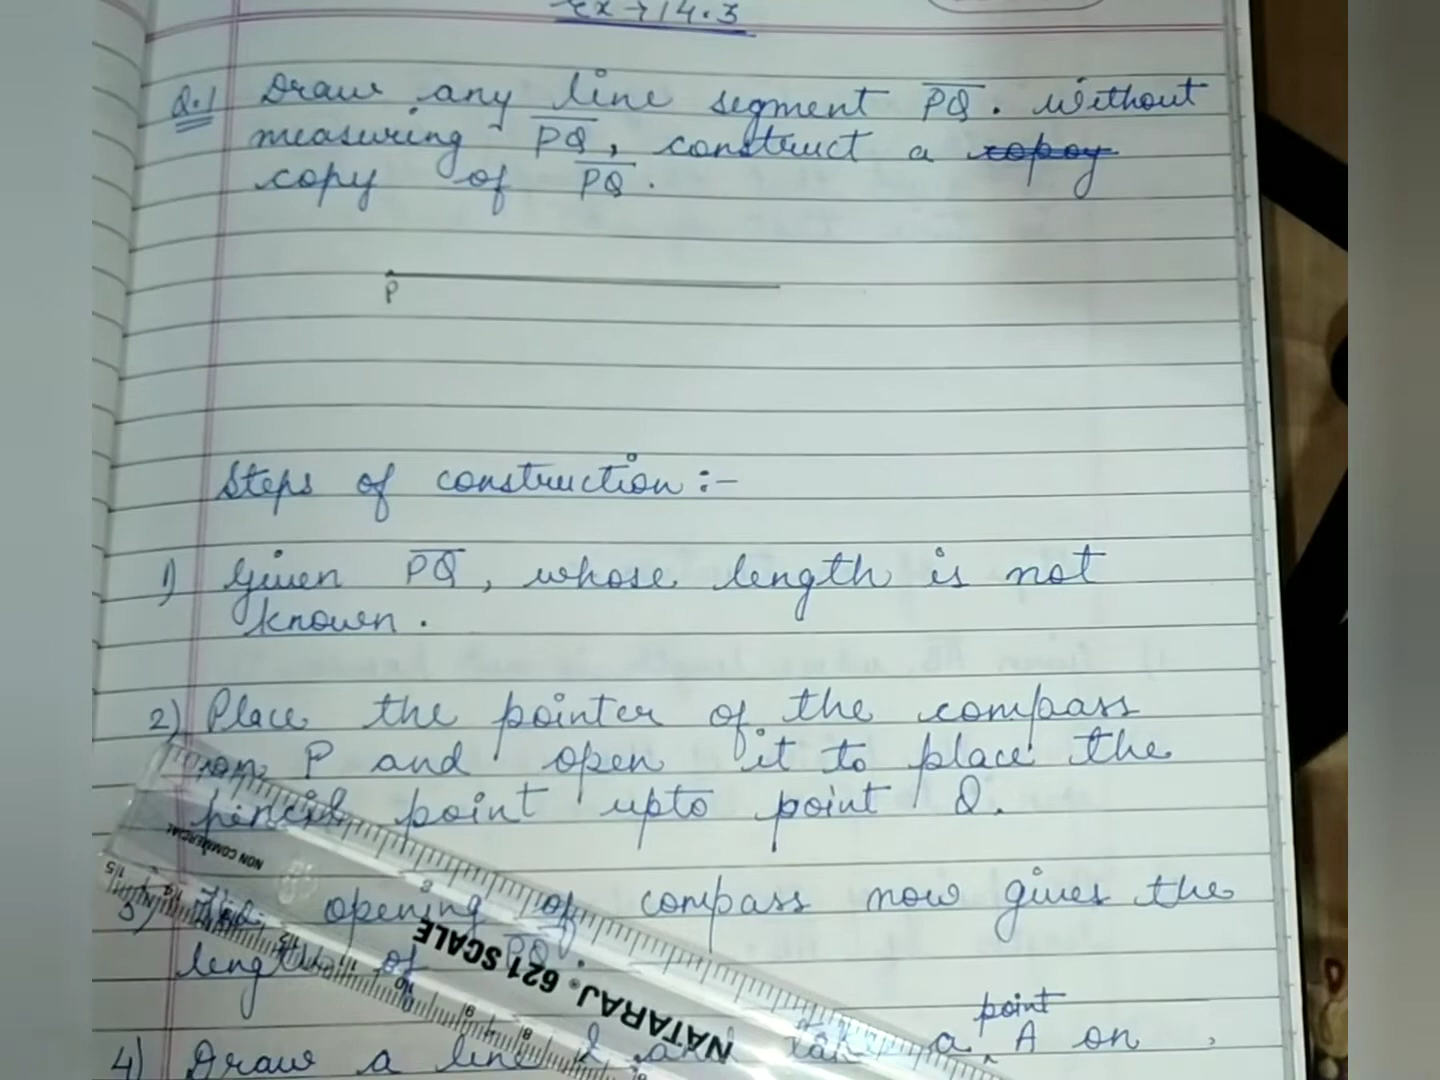 Ex → 14.3
Q.1 Draw any line segment PQ. Without
measuring PQ, construct a copoy
copy of PQ.
P
Steps of construction :-
1) Given PQ, whose length is not
known.
2) Place the pointer of the compass
on P and open it to place the
pencil point upto point Q.
NON COMMERCIAL
3) The opening of compass now gives the
length of PQ.
NATARAJ. 621 SCALE
point
4) Draw a line l and take a A on